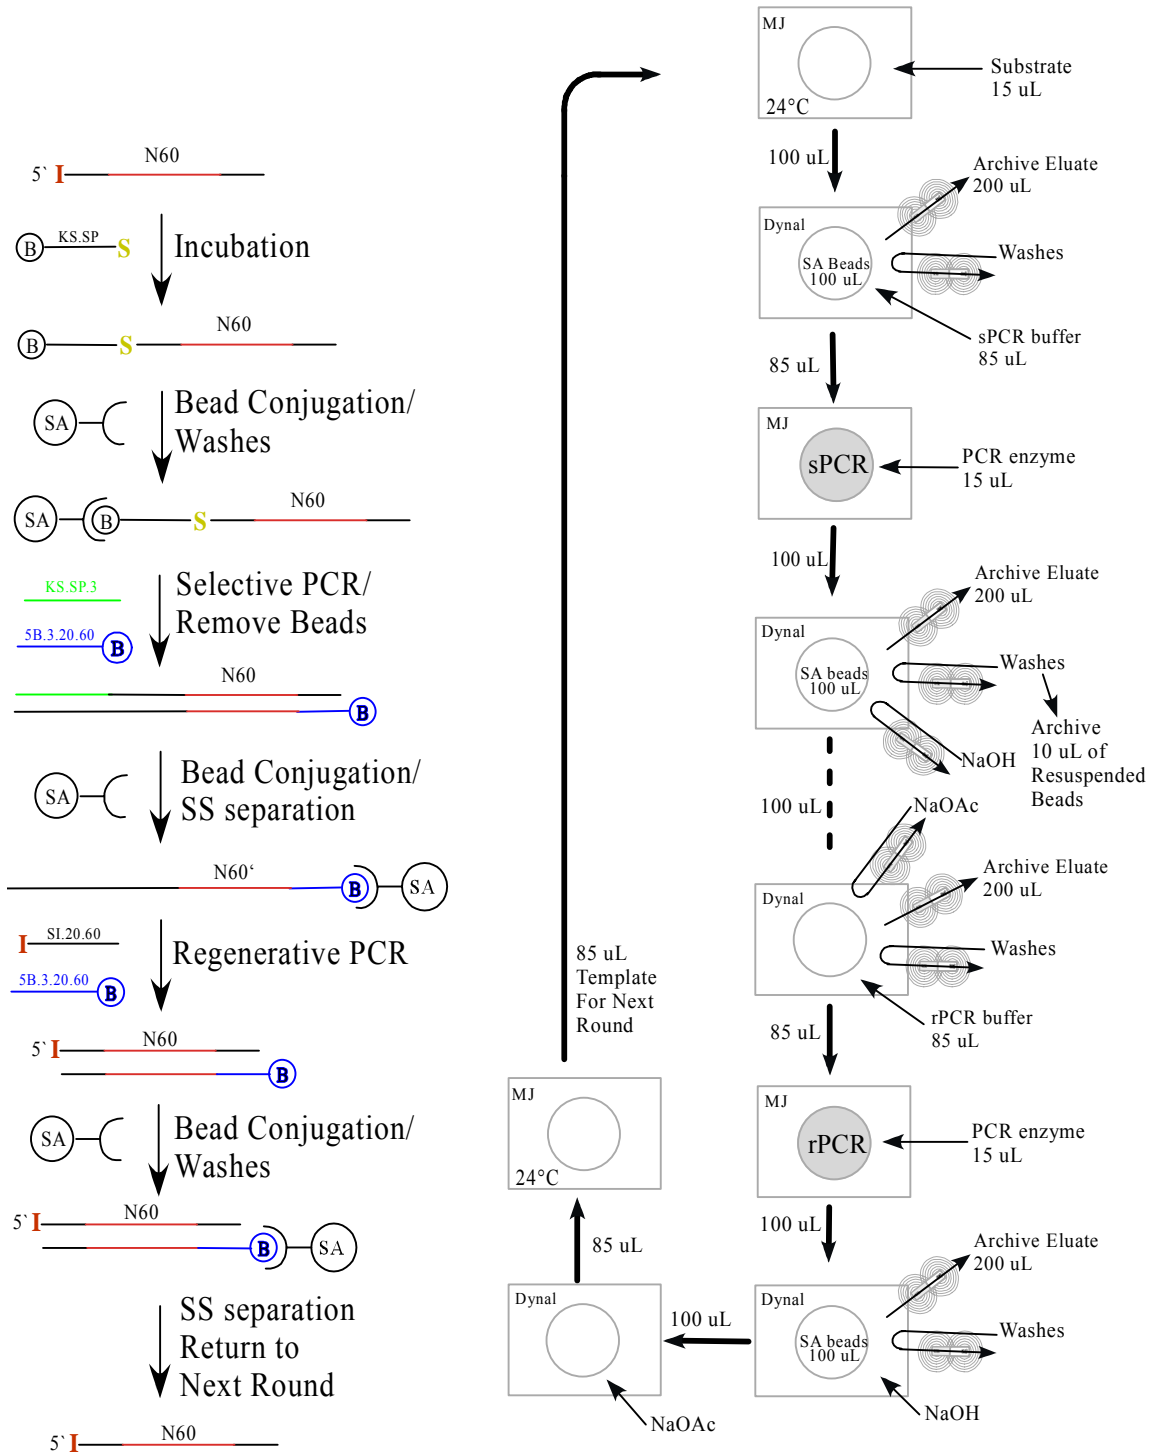 N60
5` I
KS.SP
B
S
Incubation
N60
B
S
Bead Conjugation/
Washes
SA
N60
SA
B
S
KS.SP.3
Selective PCR/
Remove Beads
5B.3.20.60
B
N60
B
Bead Conjugation/
SS separation
SA
N60‘
B
SA
I
SI.20.60
Regenerative PCR
5B.3.20.60
B
N60
5` I
B
Bead Conjugation/
Washes
SA
5` I
N60
B
SA
SS separation
Return to
Next Round
N60
5` I
MJ
24°C
Substrate
15 uL
100 uL
Archive Eluate
200 uL
Dynal
SA Beads
100 uL
Washes
sPCR buffer
85 uL
85 uL
MJ
sPCR
PCR enzyme
15 uL
100 uL
Archive Eluate
200 uL
Dynal
SA beads
100 uL
Washes
NaOH
Archive
10 uL of
Resuspended
Beads
100 uL
NaOAc
Archive Eluate
200 uL
Dynal
Washes
rPCR buffer
85 uL
85 uL
MJ
rPCR
PCR enzyme
15 uL
100 uL
Archive Eluate
200 uL
Dynal
SA beads
100 uL
Washes
NaOH
100 uL
Dynal
NaOAc
85 uL
MJ
24°C
85 uL
Template
For Next
Round